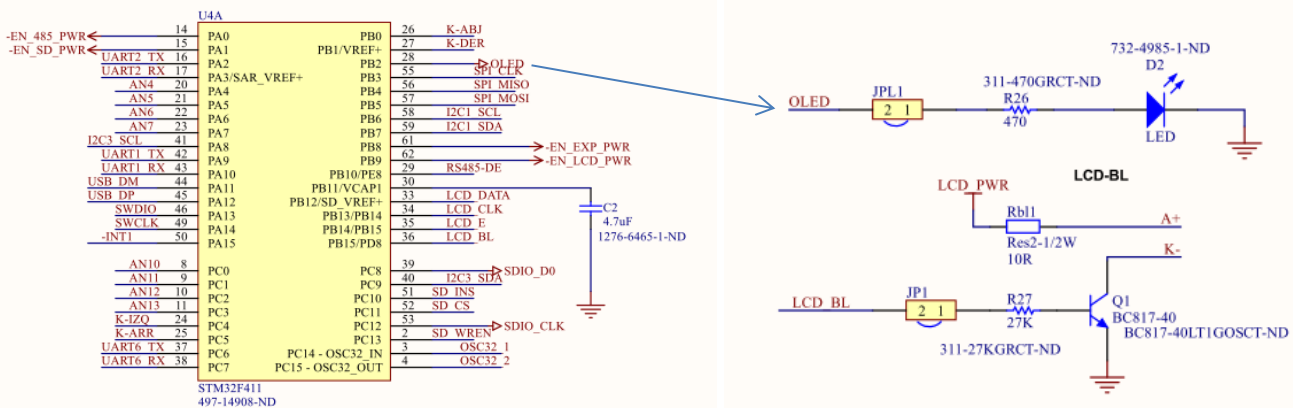 U4A
-EN_485_PWR 14 PA0 PB0 26 K-ABJ
-EN_SD_PWR 15 PA1 PB1/VREF+ 27 K-DER
UART2_TX 16 PA2 PB2 28 OLED
UART2_RX 17 PA3/SAR_VREF+ PB3 55 SPI_CLK
AN4 20 PA4 PB4 56 SPI_MISO
AN5 21 PA5 PB5 57 SPI_MOSI
AN6 22 PA6 PB6 58 I2C1_SCL
AN7 23 PA7 PB7 59 I2C1_SDA
I2C3_SCL 41 PA8 PB8 61 -EN_EXP_PWR
UART1_TX 42 PA9 PB9 62 -EN_LCD_PWR
UART1_RX 43 PA10 PB10/PE8 29 RS485-DE
USB_DM 44 PA11 PB11/VCAP1 30
USB_DP 45 PA12 PB12/SD_VREF+ 33 LCD_DATA
SWDIO 46 PA13 PB13/PB14 34 LCD_CLK
SWCLK 49 PA14 PB14/PB15 35 LCD_E
-INT1 50 PA15 PB15/PD8 36 LCD_BL
C2
4.7uF
1276-6465-1-ND
AN10 8 PC0 PC8 39 SDIO_D0
AN11 9 PC1 PC9 40 I2C3_SDA
AN12 10 PC2 PC10 51 SD_INS
AN13 11 PC3 PC11 52 SD_CS
K-IZQ 24 PC4 PC12 53 SDIO_CLK
K-ARR 25 PC5 PC13 2 SD_WREN
UART6_TX 37 PC6 PC14 - OSC32_IN 3 OSC32_1
UART6_RX 38 PC7 PC15 - OSC32_OUT 4 OSC32_2
STM32F411
497-14908-ND
732-4985-1-ND
D2
311-470GRCT-ND
OLED JPL1 2 1 R26
470
LED
LCD-BL
LCD_PWR
Rbl1 A+
Res2-1/2W
10R
K-
LCD_BL JP1 2 1 R27
27K
311-27KGRCT-ND
Q1
BC817-40
BC817-40LT1GOSCT-ND